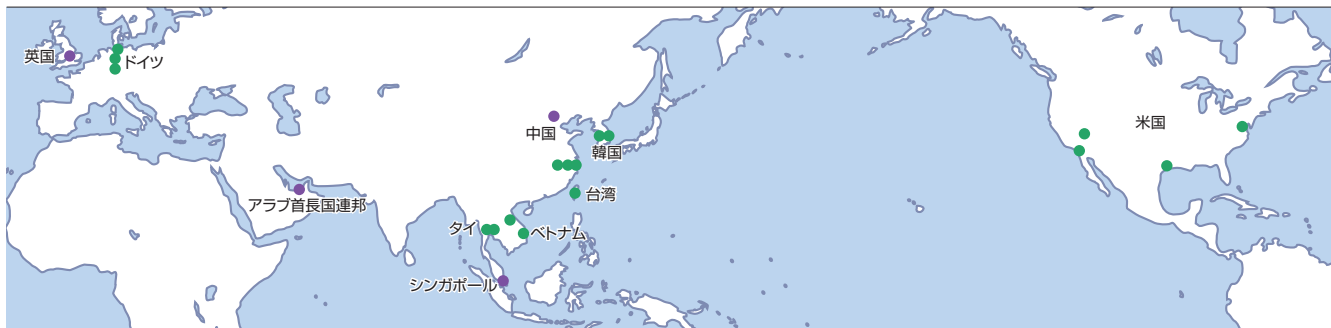 英国
ドイツ
アラブ首長国連邦
中国
韓国
台湾
タイ
ベトナム
シンガポール
米国